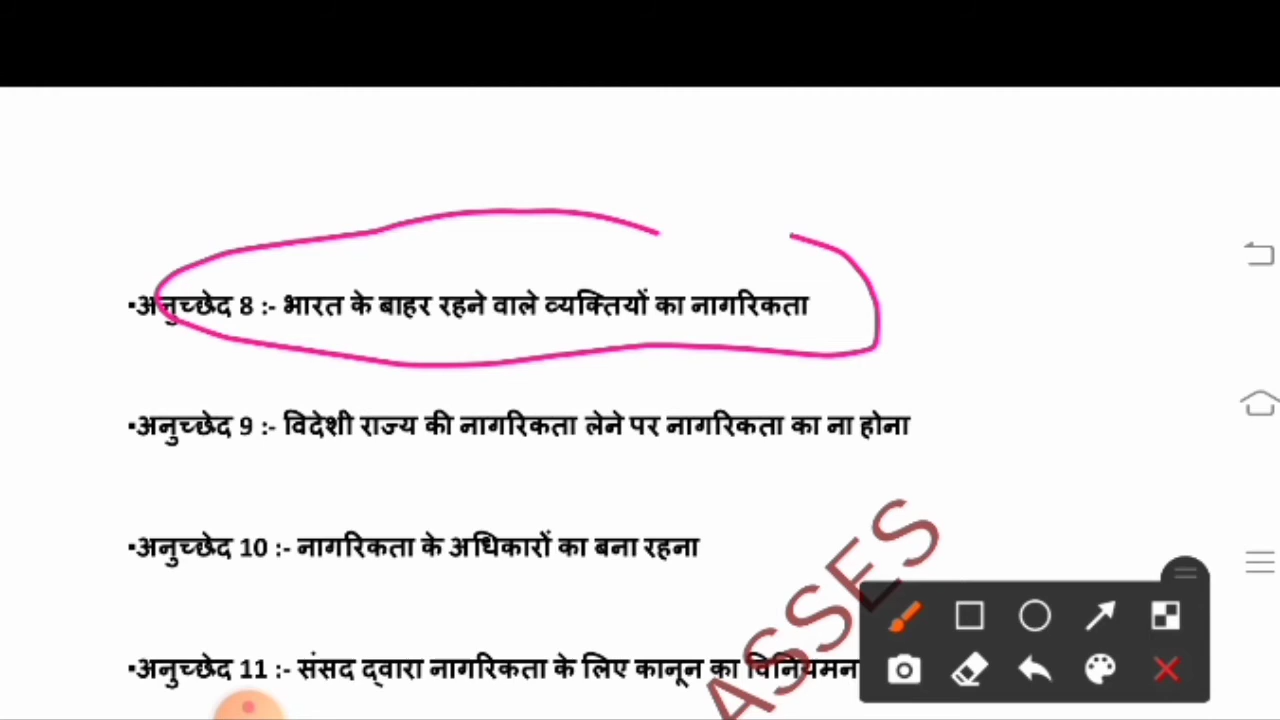 ▪अनुच्छेद 8 :- भारत के बाहर रहने वाले व्यक्तियों का नागरिकता
▪अनुच्छेद 9 :- विदेशी राज्य की नागरिकता लेने पर नागरिकता का ना होना
▪अनुच्छेद 10 :- नागरिकता के अधिकारों का बना रहना
▪अनुच्छेद 11 :- संसद द्वारा नागरिकता के लिए कानून का विनियमन
ASSES